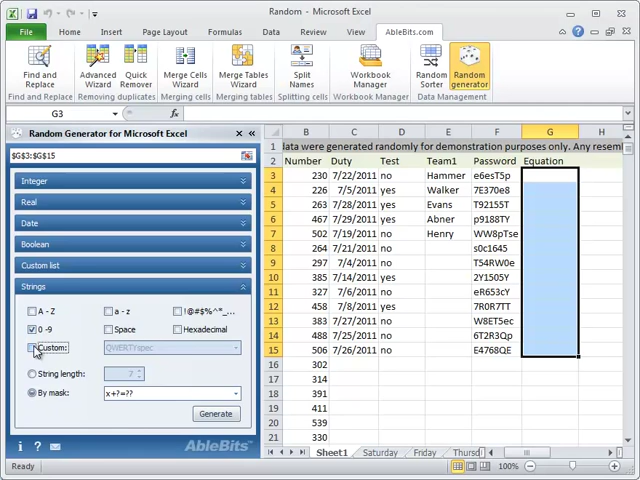 Random - Microsoft Excel
File Home Insert Page Layout Formulas Data Review View AbleBits.com
Find and Replace
Advanced Wizard
Quick Remover
Merge Cells Wizard
Merge Tables Wizard
Split Names
Workbook Manager
Random Sorter
Random generator
Find and Replace Removing duplicates Merging cells Merging tables Splitting cells Workbook Manager Data Management
G3 fx
Random Generator for Microsoft Excel
$G$3:$G$15
Integer
Real
Date
Boolean
Custom list
Strings
A - Z a - z !@#$%^*_...
0 -9 Space Hexadecimal
Custom: QWERTYspec
String length: 7
By mask: x+?=??
Generate
AbleBits
B C D E F G H
1 data were generated randomly for demonstration purposes only. Any resem
2 Number Duty Test Team1 Password Equation
3 230 7/22/2011 no Hammer e6esT5p
4 226 7/5/2011 yes Walker 7E370e8
5 263 7/28/2011 yes Evans T92155T
6 467 7/29/2011 yes Abner p9188TY
7 502 7/19/2011 no Henry WW8pTse
8 264 7/21/2011 no s0c1645
9 297 7/4/2011 no T54RW0e
10 385 7/14/2011 yes 2Y1505Y
11 327 7/6/2011 no eR653cY
12 458 7/8/2011 yes 7R0R7TT
13 383 7/27/2011 no W8ET5ec
14 488 7/25/2011 no 6T2R3Qp
15 506 7/26/2011 no E4768QE
16 302
17 314
18 391
19 411
20 539
21 330
Sheet1 Saturday Friday Thursd
Ready 100%